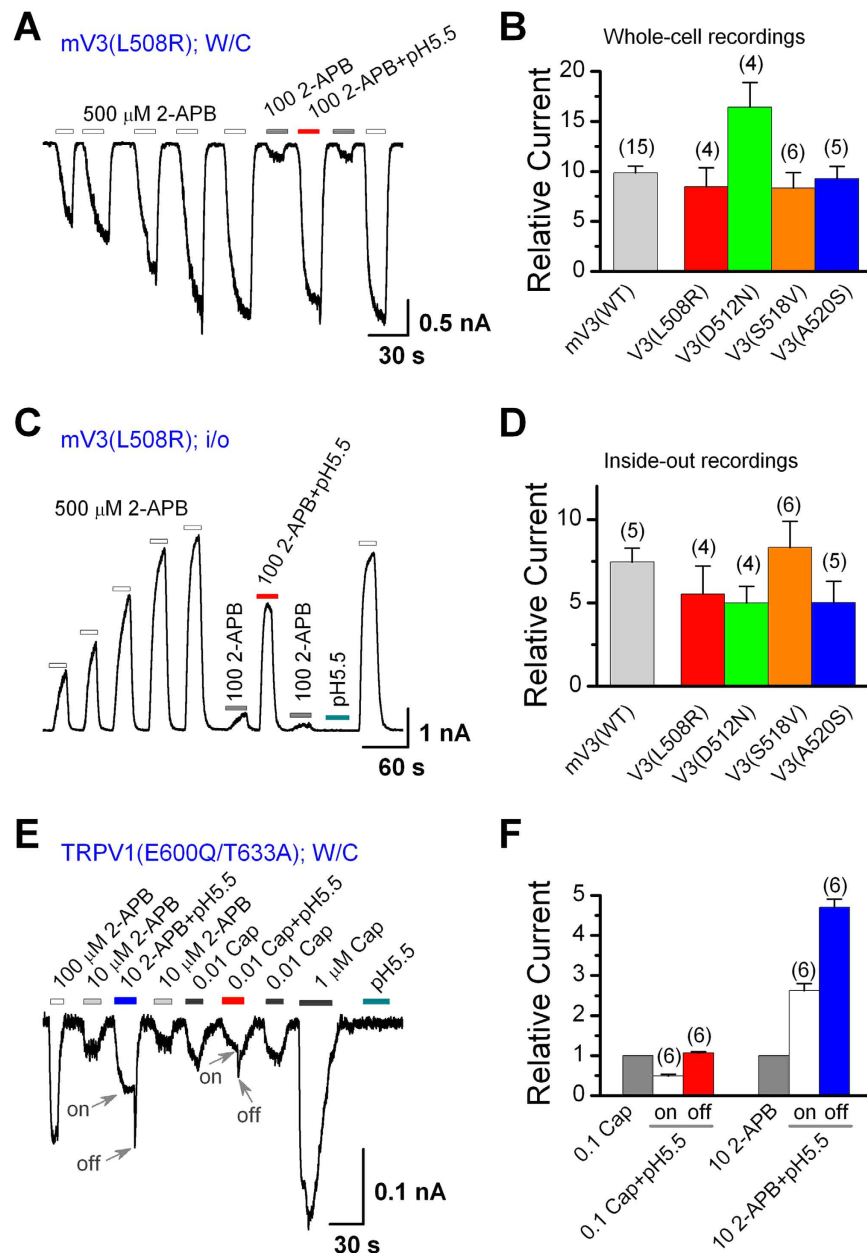 A
mV3(L508R); W/C
500 μM 2-APB
100 2-APB
100 2-APB+pH5.5
0.5 nA
30 s
B
Whole-cell recordings
Relative Current
20
15
10
5
0
(15)
(4)
(4)
(6)
(5)
mV3(WT)
V3(L508R)
V3(D512N)
V3(S518V)
V3(A520S)
C
mV3(L508R); i/o
500 μM 2-APB
100 2-APB
100 2-APB+pH5.5
100 2-APB
pH5.5
1 nA
60 s
D
Inside-out recordings
Relative Current
10
5
0
(5)
(4)
(4)
(6)
(5)
mV3(WT)
V3(L508R)
V3(D512N)
V3(S518V)
V3(A520S)
E
TRPV1(E600Q/T633A); W/C
100 μM 2-APB
10 μM 2-APB
10 2-APB+pH5.5
10 μM 2-APB
0.01 Cap
0.01 Cap+pH5.5
0.01 Cap
1 μM Cap
pH5.5
on
off
on
off
0.1 nA
30 s
F
Relative Current
5
4
3
2
1
0
(6)
(6)
(6)
(6)
0.1 Cap
on
off
0.1 Cap+pH5.5
10 2-APB
on
off
10 2-APB+pH5.5